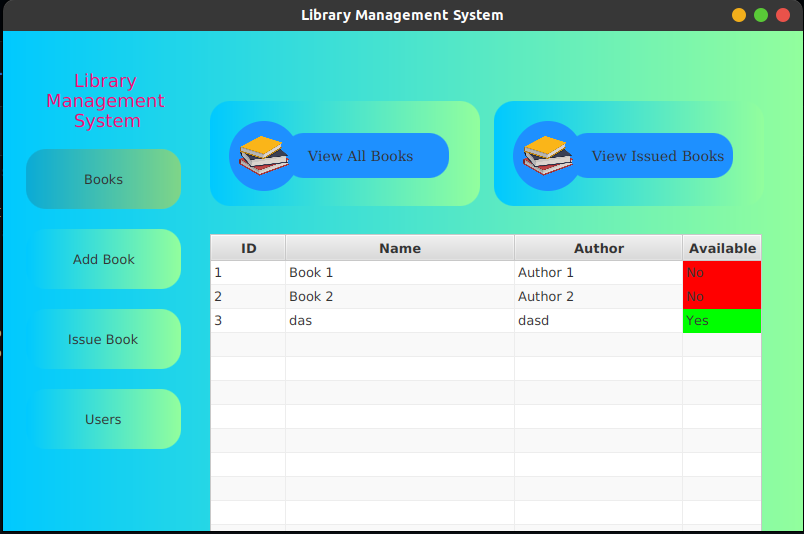 Library Management System
Library
Management
System
Books
Add Book
Issue Book
Users
View All Books
View Issued Books
ID Name Author Available
1 Book 1 Author 1 No
2 Book 2 Author 2 No
3 das dasd Yes